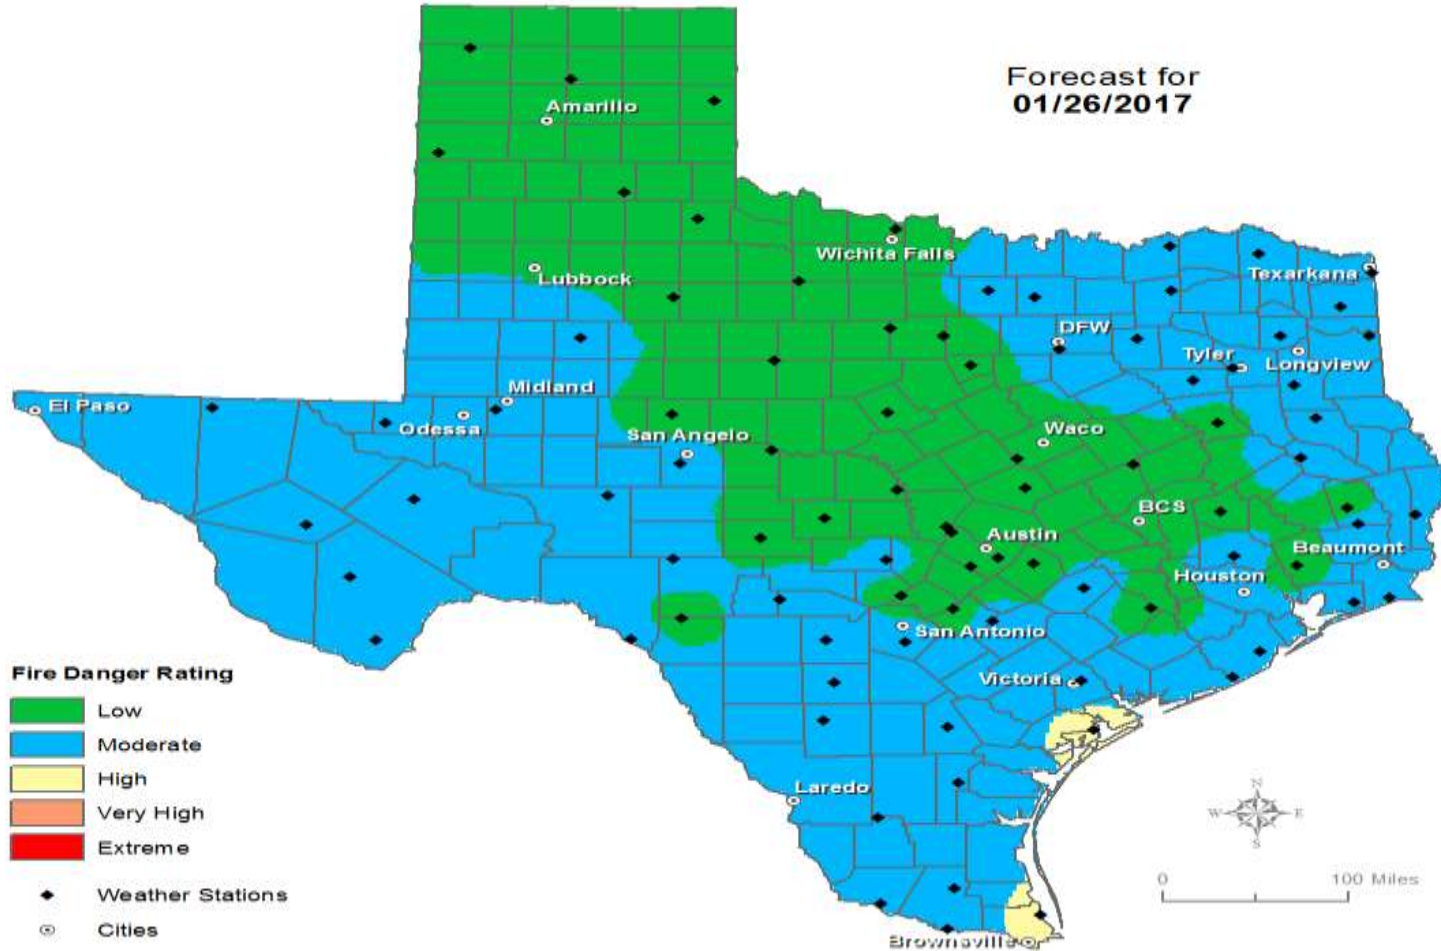 Forecast for
01/26/2017
Amarillo
Wichita Falls
Lubbock
Texarkana
DFW
Tyler
Longview
Midland
El Paso
Odessa
San Angelo
Waco
BCS
Austin
Beaumont
Houston
San Antonio
Victoria
Laredo
Brownsville
Fire Danger Rating
Low
Moderate
High
Very High
Extreme
Weather Stations
Cities
N
W
E
S
0
100 Miles